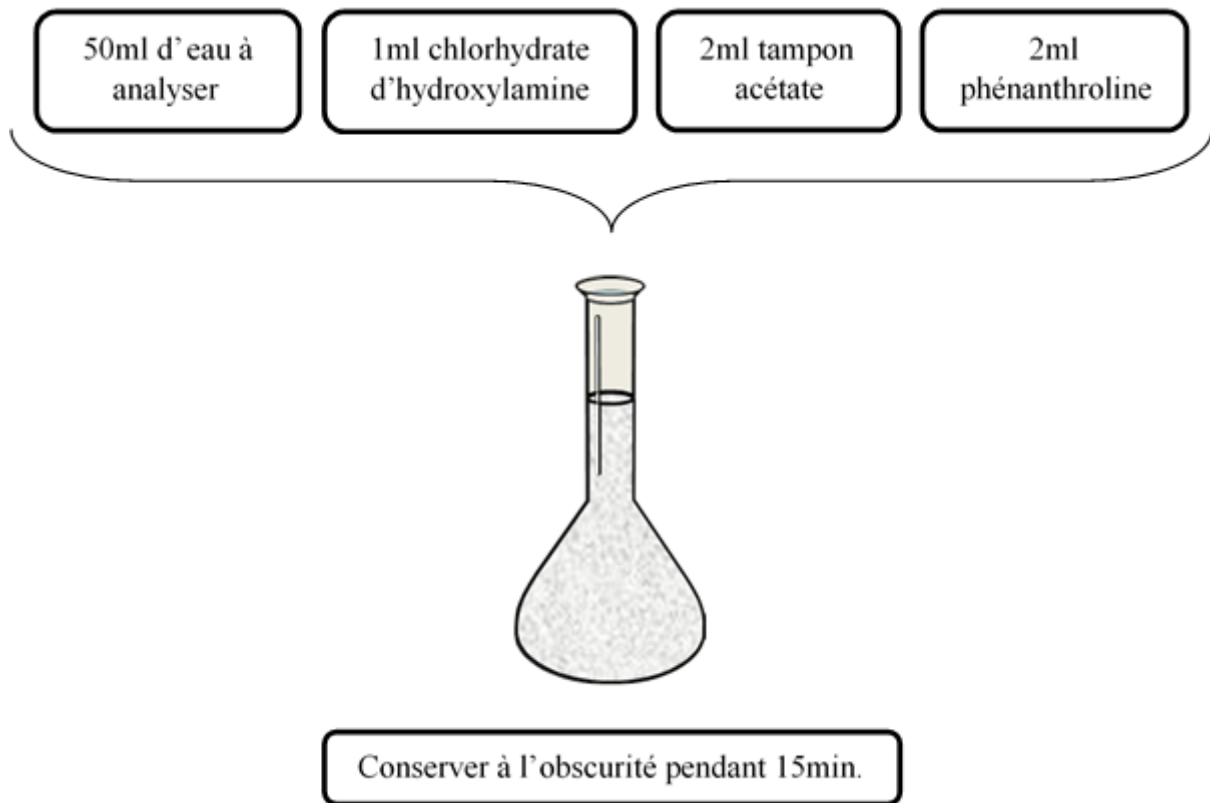 50ml d’eau à
analyser
1ml chlorhydrate
d’hydroxylamine
2ml tampon
acétate
2ml
phénanthroline
Conserver à l’obscurité pendant 15min.